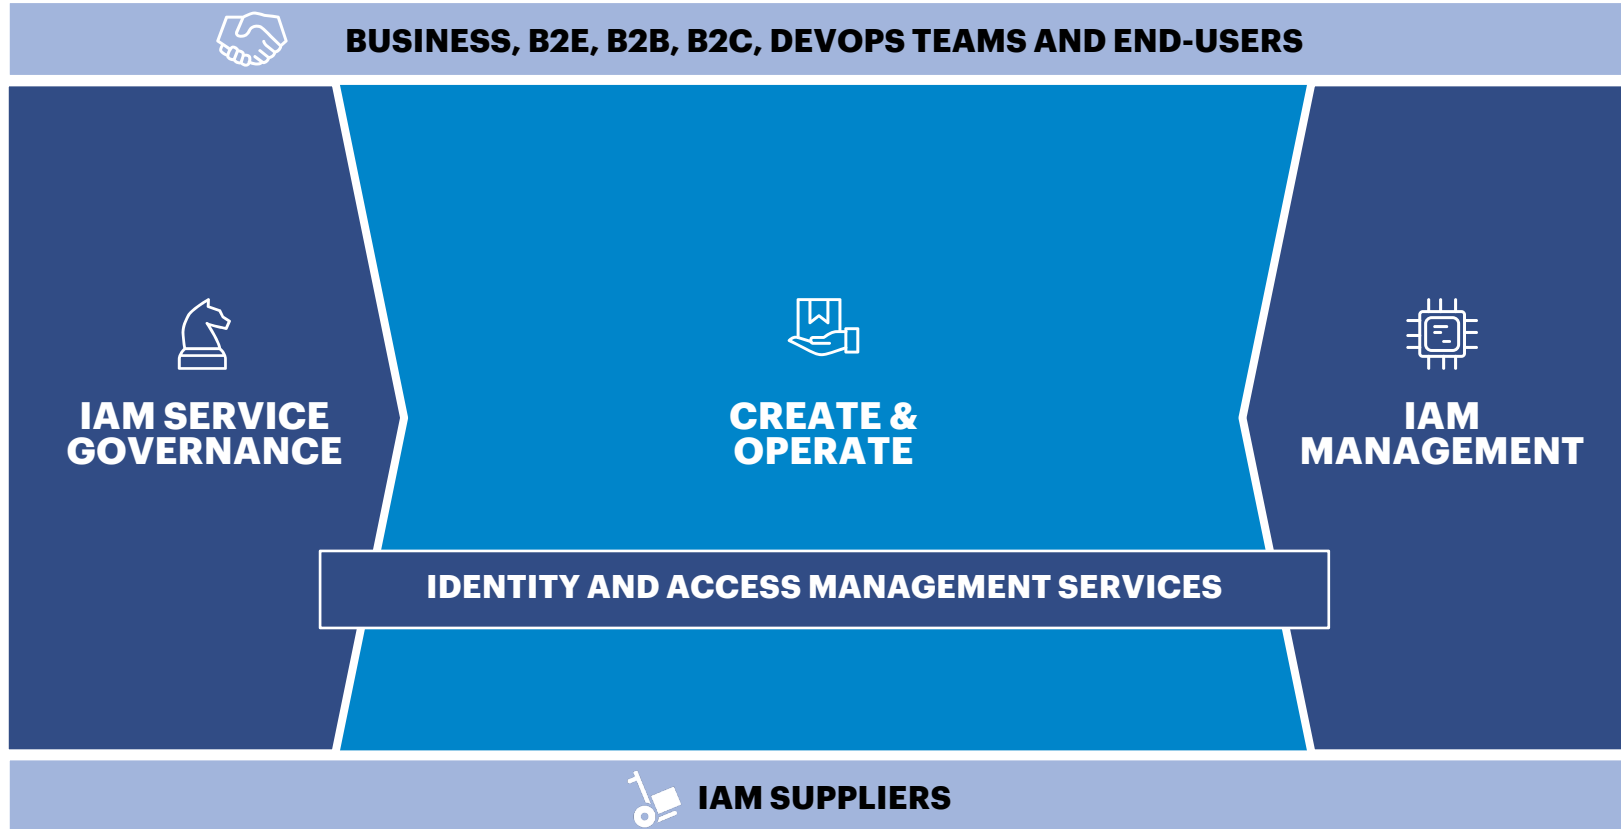 BUSINESS, B2E, B2B, B2C, DEVOPS TEAMS AND END-USERS
IAM SERVICE
GOVERNANCE
CREATE &
OPERATE
IAM
MANAGEMENT
IDENTITY AND ACCESS MANAGEMENT SERVICES
IAM SUPPLIERS